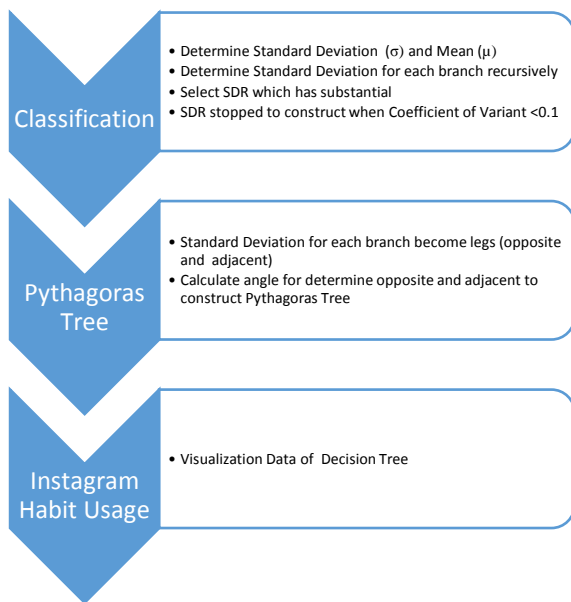 Classification
• Determine Standard Deviation (σ) and Mean (μ)
• Determine Standard Deviation for each branch recursively
• Select SDR which has substantial
• SDR stopped to construct when Coefficient of Variant <0.1
Pythagoras
Tree
• Standard Deviation for each branch become legs (opposite
and adjacent)
• Calculate angle for determine opposite and adjacent to
construct Pythagoras Tree
Instagram
Habit Usage
• Visualization Data of Decision Tree